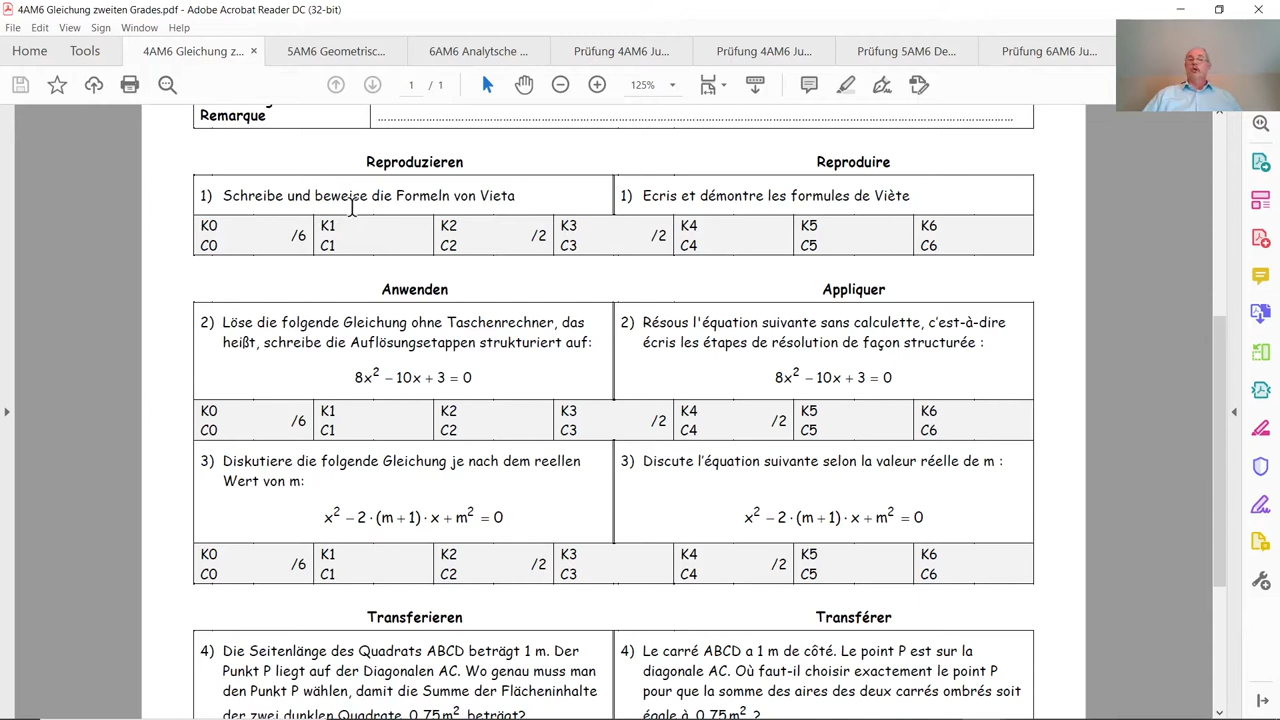 4AM6 Gleichung zweiten Grades.pdf - Adobe Acrobat Reader DC (32-bit)
File Edit View Sign Window Help
Home Tools 4AM6 Gleichung z... × 5AM6 Geometrisc... 6AM6 Analytsche ... Prüfung 4AM6 Ju... Prüfung 4AM6 Ju... Prüfung 5AM6 De... Prüfung 6AM6 Ju...
1 / 1 125%
Remarque
Reproduzieren Reproduire
1) Schreibe und beweise die Formeln von Vieta
1) Ecris et démontre les formules de Viète
K0 K1 K2 K3 K4 K5 K6
/6 /2 /2
C0 C1 C2 C3 C4 C5 C6
Anwenden Appliquer
2) Löse die folgende Gleichung ohne Taschenrechner, das
heißt, schreibe die Auflösungsetappen strukturiert auf:
8x² – 10x + 3 = 0
2) Résous l'équation suivante sans calculette, c'est-à-dire
écris les étapes de résolution de façon structurée :
8x² – 10x + 3 = 0
K0 K1 K2 K3 K4 K5 K6
/6 /2 /2
C0 C1 C2 C3 C4 C5 C6
3) Diskutiere die folgende Gleichung je nach dem reellen
Wert von m:
x² – 2 · (m + 1) · x + m² = 0
3) Discute l'équation suivante selon la valeur réelle de m :
x² – 2 · (m + 1) · x + m² = 0
K0 K1 K2 K3 K4 K5 K6
/6 /2 /2
C0 C1 C2 C3 C4 C5 C6
Transferieren Transférer
4) Die Seitenlänge des Quadrats ABCD beträgt 1 m. Der
Punkt P liegt auf der Diagonalen AC. Wo genau muss man
den Punkt P wählen, damit die Summe der Flächeninhalte
der zwei dunklen Quadrate 0,75m² beträgt?
4) Le carré ABCD a 1 m de côté. Le point P est sur la
diagonale AC. Où faut-il choisir exactement le point P
pour que la somme des aires des deux carrés ombrés soit
égale à 0,75m² ?